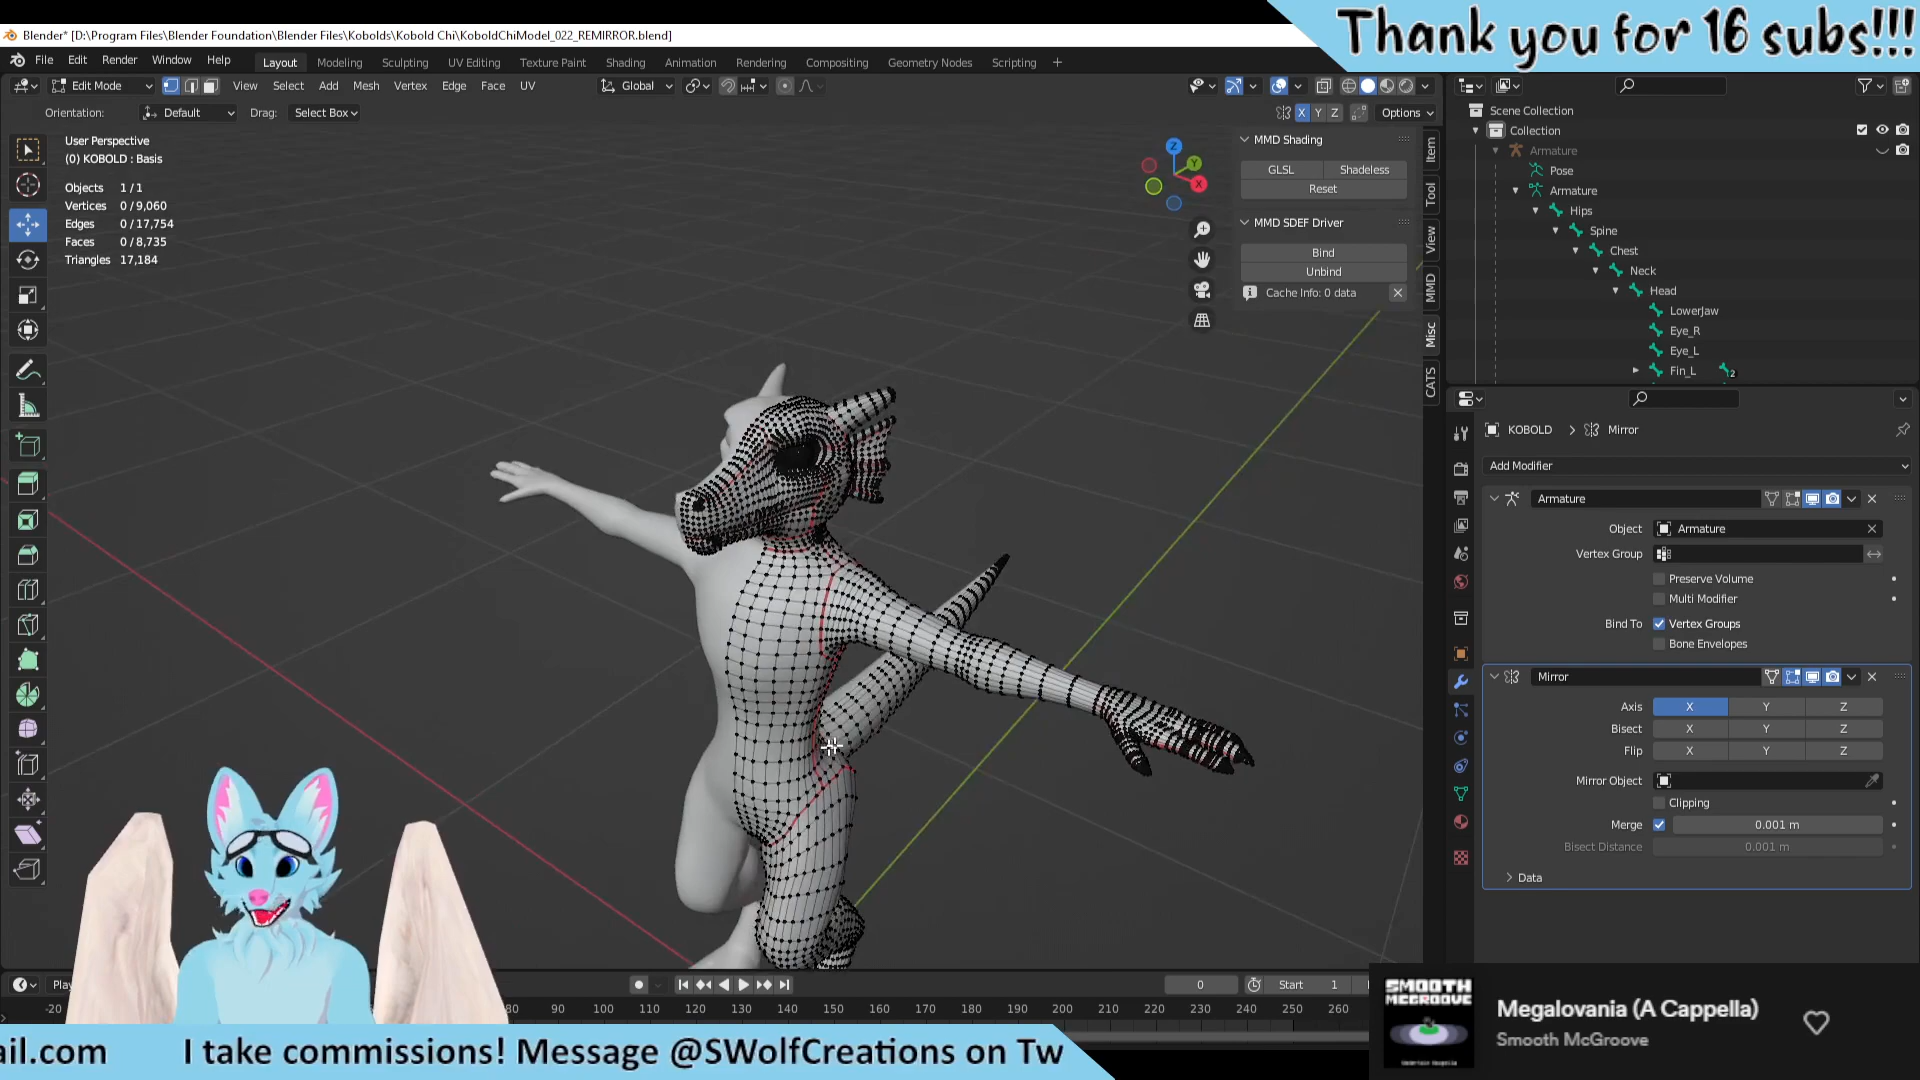 Thank you for 16 subs!!!
Blender* [D:\Program Files\Blender Foundation\Blender Files\Kobolds\Kobold Chi\KoboldChiModel_022_REMIRROR.blend]
File Edit Render Window Help Layout Modeling Sculpting UV Editing Texture Paint Shading Animation Rendering Compositing Geometry Nodes Scripting +
Edit Mode View Select Add Mesh Vertex Edge Face UV Global
Orientation: Default Drag: Select Box X Y Z Options
User Perspective
(0) KOBOLD : Basis
Objects 1 / 1
Vertices 0 / 9,060
Edges 0 / 17,754
Faces 0 / 8,735
Triangles 17,184
Z
Y
X
MMD Shading
GLSL Shadeless
Reset
MMD SDEF Driver
Bind
Unbind
Cache Info: 0 data
Item
Tool
View
MMD
Misc
CATS
Scene Collection
Collection
Armature
Pose
Armature
Hips
Spine
Chest
Neck
Head
LowerJaw
Eye_R
Eye_L
Fin_L 2
KOBOLD > Mirror
Add Modifier
Armature
Object Armature
Vertex Group
Preserve Volume
Multi Modifier
Bind To Vertex Groups
Bone Envelopes
Mirror
Axis X Y Z
Bisect X Y Z
Flip X Y Z
Mirror Object
Clipping
Merge 0.001 m
Bisect Distance 0.001 m
Data
Play 0 Start 1
-20 80 90 100 110 120 130 140 150 160 170 180 190 200 210 220 230 240 250 260
SMOOTH
MCGROOVE
Megalovania (A Cappella)
Smooth McGroove
ail.com I take commissions! Message @SWolfCreations on Tw